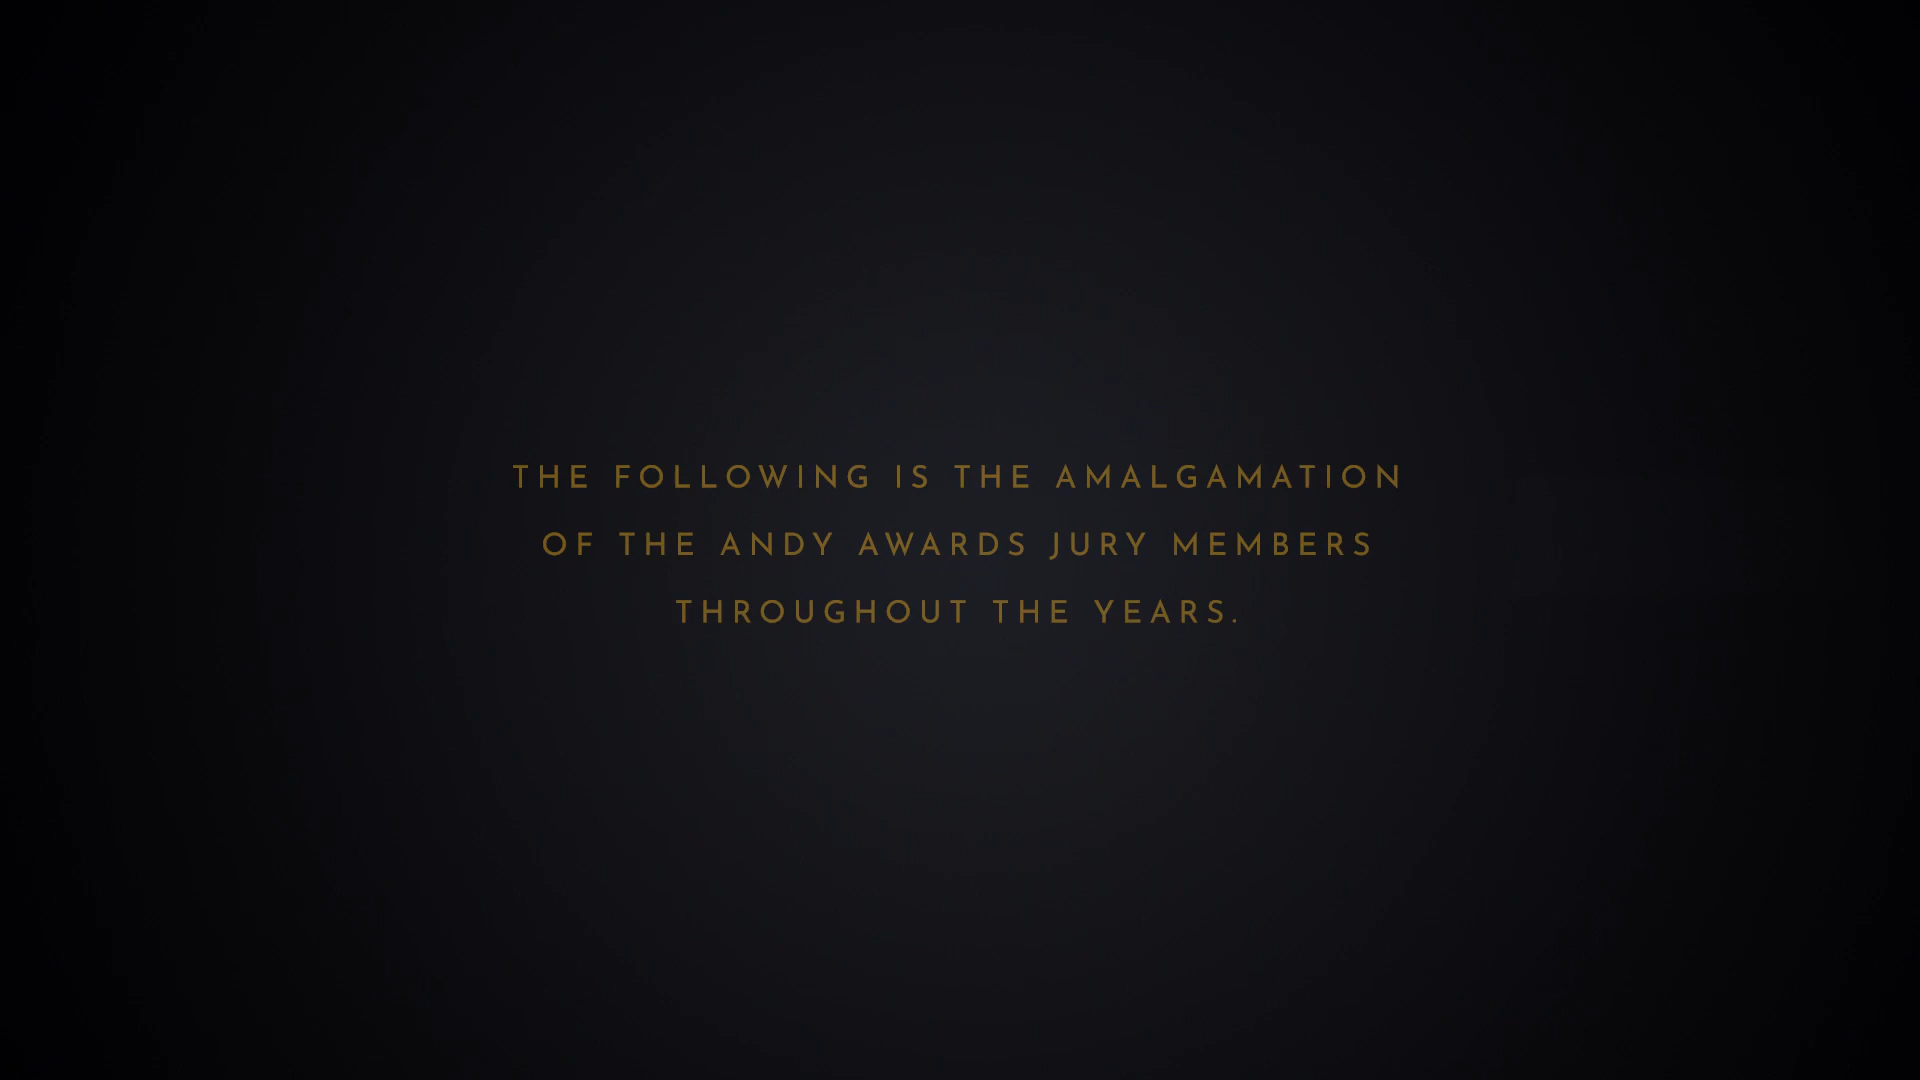 THE FOLLOWING IS THE AMALGAMATION
OF THE ANDY AWARDS JURY MEMBERS
THROUGHOUT THE YEARS.